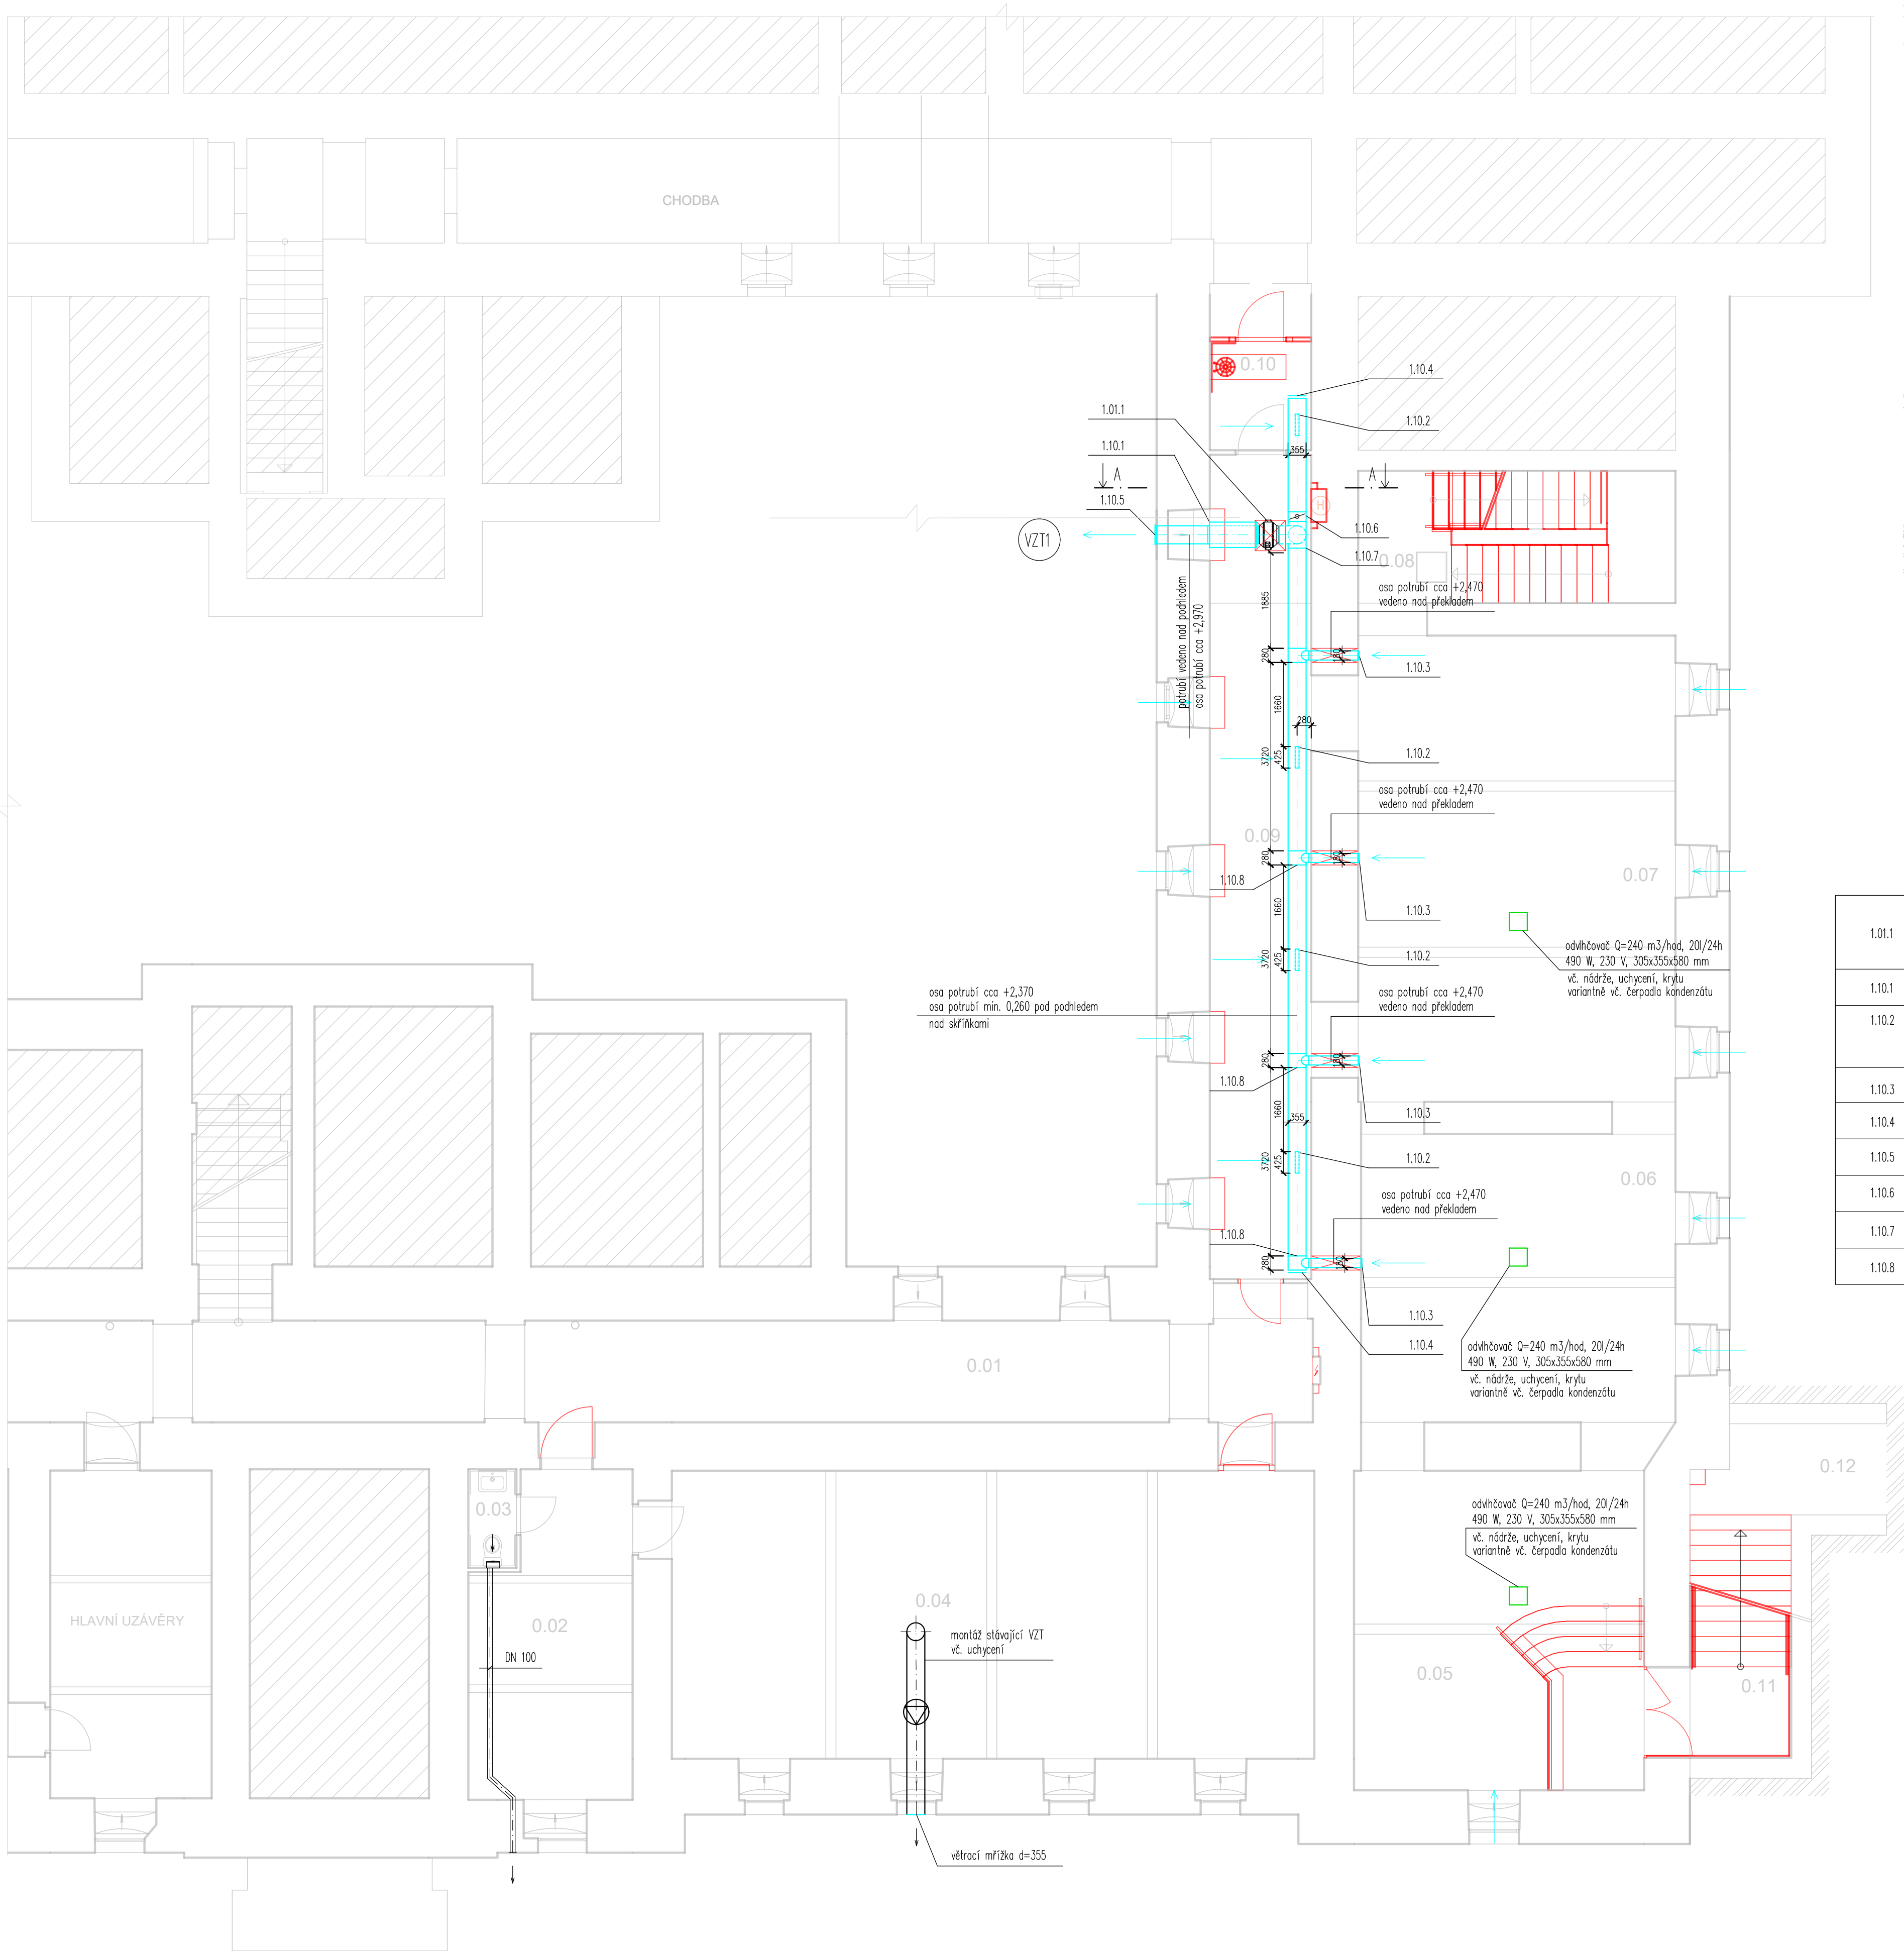 CHODBA
0.10
1.10.4
1.01.1
1.10.2
1.10.1
355
A
A
1.10.5
H
1.10.6
VZT1
1.10.7
0.08
osa potrubí cca +2,470
vedeno nad překladem
potrubí vedeno nad podhledem
osa potrubí cca +2,970
1885
280
180
1.10.3
1660
280
1.10.2
3720
425
osa potrubí cca +2,470
vedeno nad překladem
0.09
280
180
0.07
1.10.8
1.10.3
1660
1.01.1
odvlhčovač Q=240 m3/hod, 20l/24h
490 W, 230 V, 305x355x580 mm
vč. nádrže, uchycení, krytu
variantně vč. čerpadla kondenzátu
1.10.2
3720
425
1.10.1
osa potrubí cca +2,370
osa potrubí min. 0,260 pod podhledem
nad skříňkami
osa potrubí cca +2,470
vedeno nad překladem
1.10.2
280
180
1.10.8
1.10.3
1.10.3
1660
355
1.10.4
1.10.2
3720
425
1.10.5
0.06
osa potrubí cca +2,470
vedeno nad překladem
1.10.6
1.10.8
1.10.7
280
180
1.10.8
1.10.3
1.10.4
odvlhčovač Q=240 m3/hod, 20l/24h
490 W, 230 V, 305x355x580 mm
vč. nádrže, uchycení, krytu
variantně vč. čerpadla kondenzátu
0.01
0.12
0.03
odvlhčovač Q=240 m3/hod, 20l/24h
490 W, 230 V, 305x355x580 mm
vč. nádrže, uchycení, krytu
variantně vč. čerpadla kondenzátu
0.04
HLAVNÍ UZÁVĚRY
0.02
montáž stávající VZT
vč. uchycení
DN 100
0.05
0.11
větrací mřížka d=355